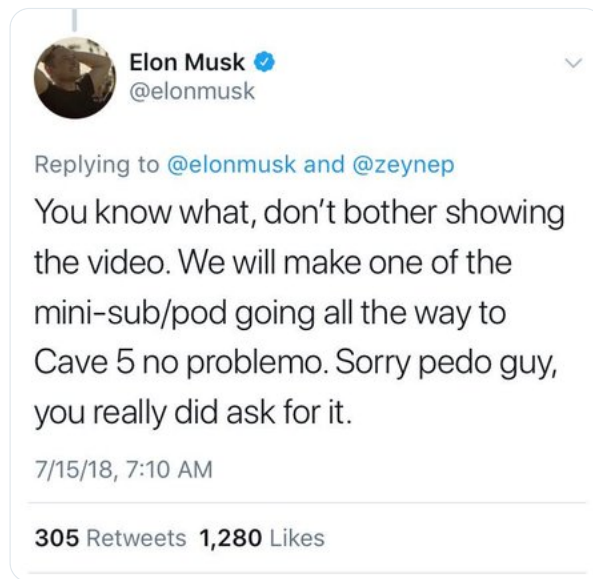 Elon Musk
@elonmusk
Replying to @elonmusk and @zeynep
You know what, don't bother showing
the video. We will make one of the
mini-sub/pod going all the way to
Cave 5 no problemo. Sorry pedo guy,
you really did ask for it.
7/15/18, 7:10 AM
305 Retweets 1,280 Likes